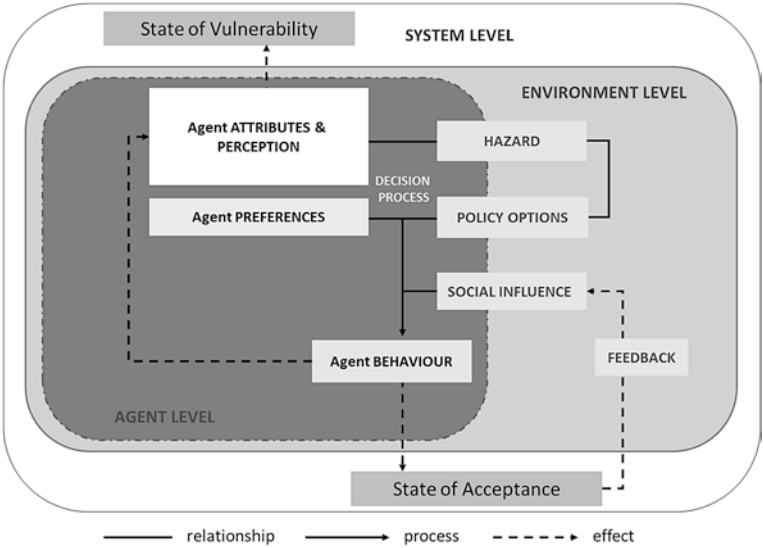 State of Vulnerability
SYSTEM LEVEL
ENVIRONMENT LEVEL
Agent ATTRIBUTES &
PERCEPTION
HAZARD
DECISION
PROCESS
Agent PREFERENCES
POLICY OPTIONS
SOCIAL INFLUENCE
Agent BEHAVIOUR
FEEDBACK
AGENT LEVEL
State of Acceptance
relationship
process
effect